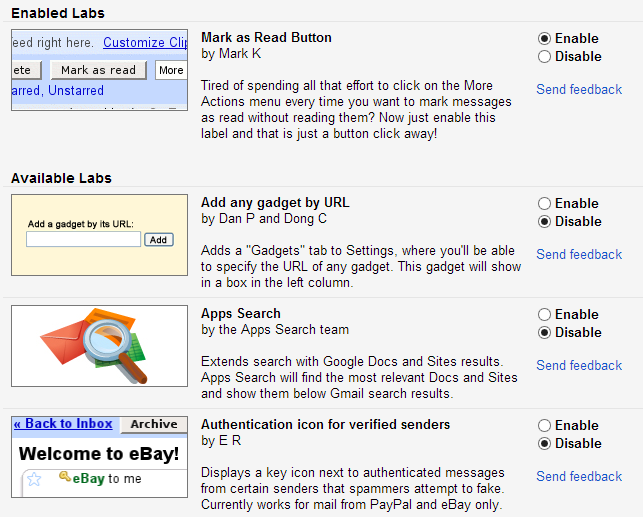 Enabled Labs
Mark as Read Button
by Mark K
Enable
Disable
Tired of spending all that effort to click on the More
Actions menu every time you want to mark messages
as read without reading them? Now just enable this
label and that is just a button click away!
Send feedback
feed right here. Customize Clip
ete Mark as read More
arred, Unstarred
Available Labs
Add a gadget by its URL:
Add
Add any gadget by URL
by Dan P and Dong C
Enable
Disable
Adds a "Gadgets" tab to Settings, where you'll be able
to specify the URL of any gadget. This gadget will show
in a box in the left column.
Send feedback
Apps Search
by the Apps Search team
Enable
Disable
Extends search with Google Docs and Sites results.
Apps Search will find the most relevant Docs and Sites
and show them below Gmail search results.
Send feedback
« Back to Inbox Archive
Welcome to eBay!
eBay to me
Authentication icon for verified senders
by E R
Enable
Disable
Displays a key icon next to authenticated messages
from certain senders that spammers attempt to fake.
Currently works for mail from PayPal and eBay only.
Send feedback